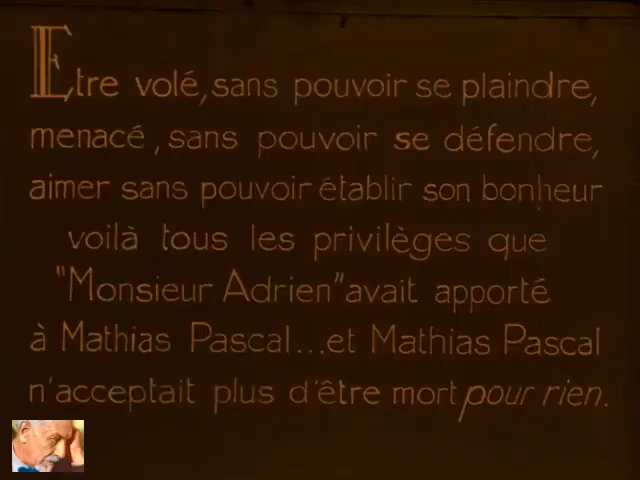 Etre volé, sans pouvoir se plaindre,
menacé, sans pouvoir se défendre,
aimer sans pouvoir établir son bonheur
voilà tous les privilèges que
"Monsieur Adrien" avait apporté
à Mathias Pascal...et Mathias Pascal
n'acceptait plus d'être mort pour rien.